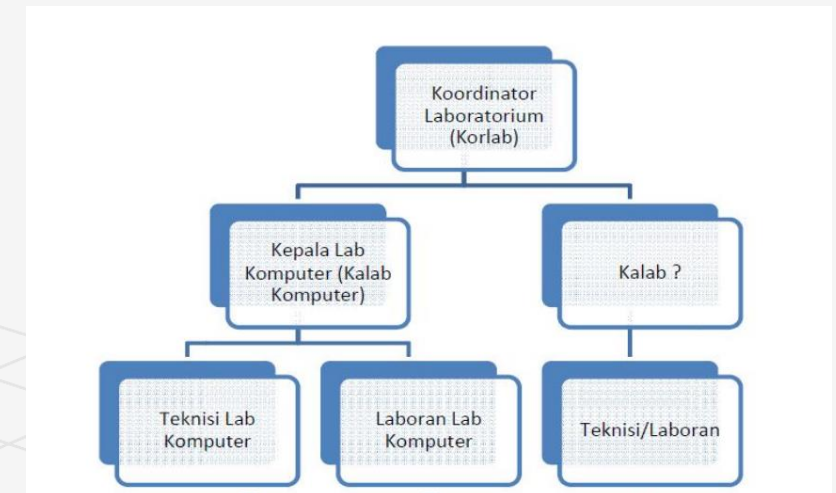 Koordinator
Laboratorium
(Korlab)
Kepala Lab
Komputer (Kalab
Komputer)
Kalab ?
Teknisi Lab
Komputer
Laboran Lab
Komputer
Teknisi/Laboran